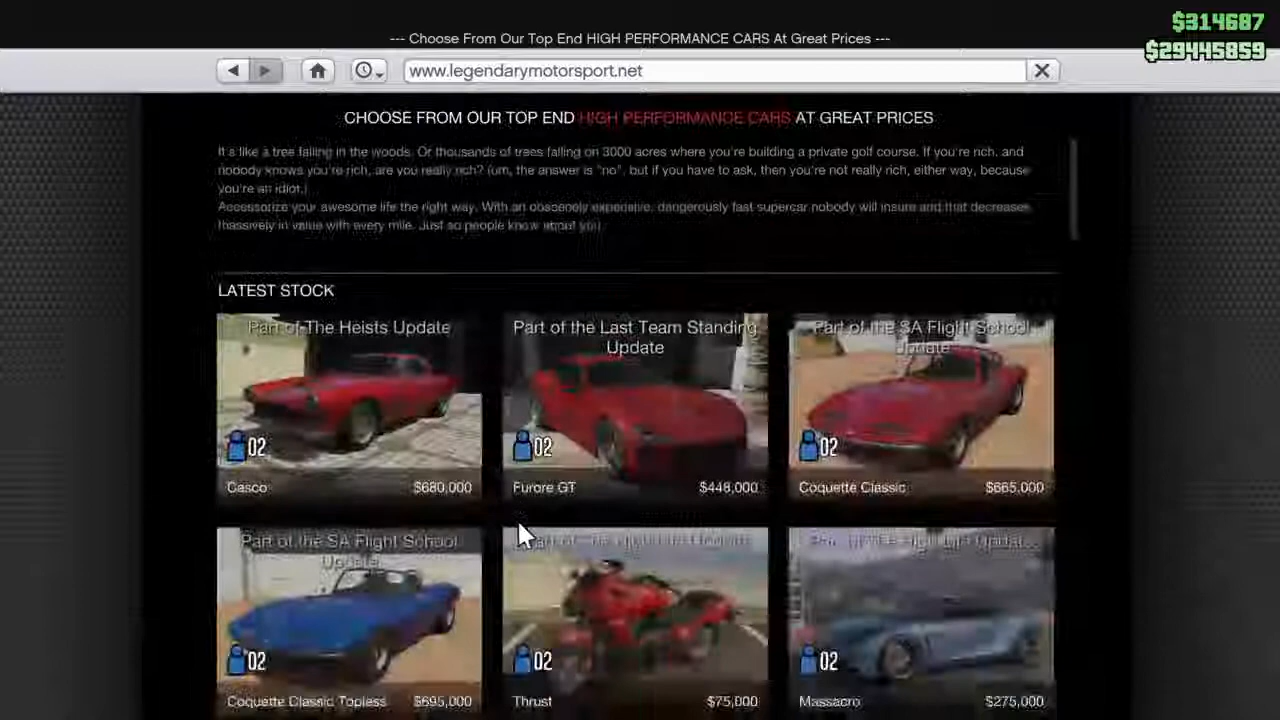 $314687
--- Choose From Our Top End HIGH PERFORMANCE CARS At Great Prices ---
$29445859
www.legendarymotorsport.net
CHOOSE FROM OUR TOP END HIGH PERFORMANCE CARS AT GREAT PRICES
It's like a tree falling in the woods. Or thousands of trees falling on 3000 acres where you're building a private golf course. If you're rich, and
nobody knows you're rich, are you really rich? (um, the answer is "no", but if you have to ask, then you're not really rich, either way, because
you're an idiot.)
Accessorize your awesome life the right way. With an obscenely expensive, dangerously fast supercar nobody will insure and that decreases
massively in value with every mile. Just so people know about you.
LATEST STOCK
Part of The Heists Update
Part of the Last Team Standing
Update
Part of the SA Flight School
Update
02
02
02
Casco $680,000
Furore GT $448,000
Coquette Classic $665,000
Part of the SA Flight School
Update
02
02
02
Coquette Classic Topless $695,000
Thrust $75,000
Massacro $275,000